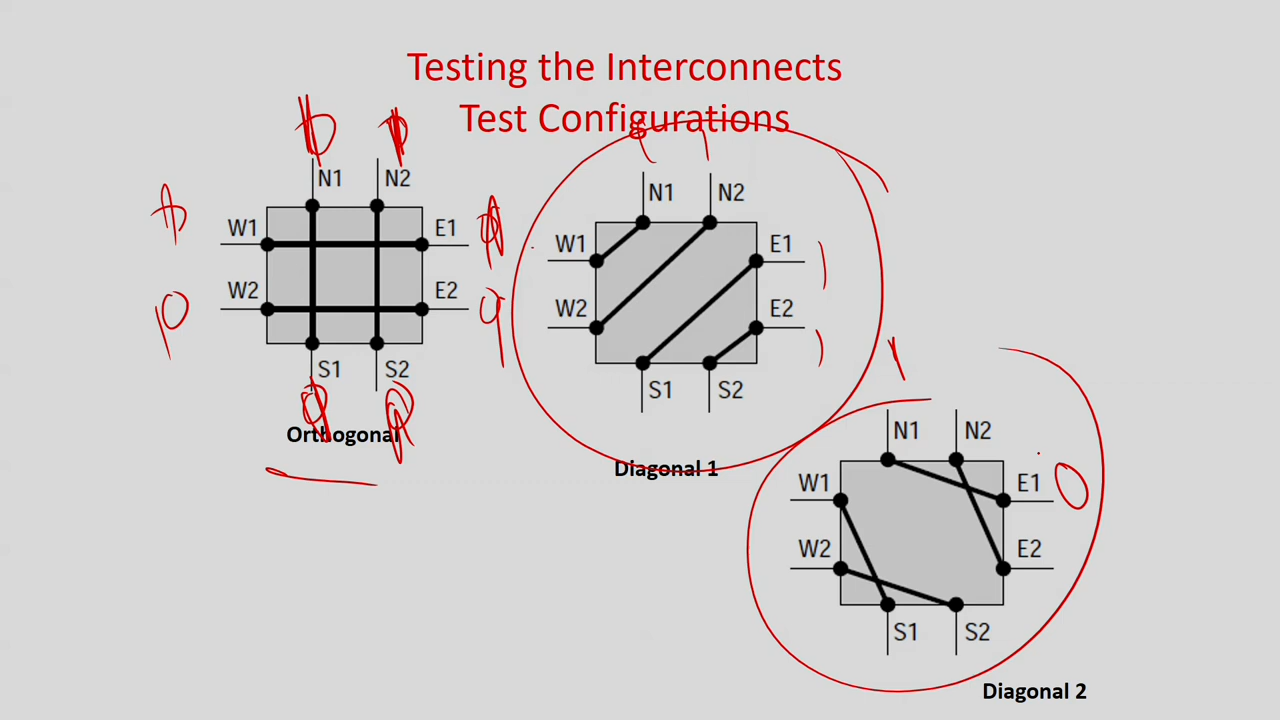 Testing the Interconnects
Test Configurations
N1 N2
W1 E1
W2 E2
S1 S2
Orthogonal
N1 N2
W1 E1
W2 E2
S1 S2
Diagonal 1
N1 N2
W1 E1
W2 E2
S1 S2
Diagonal 2